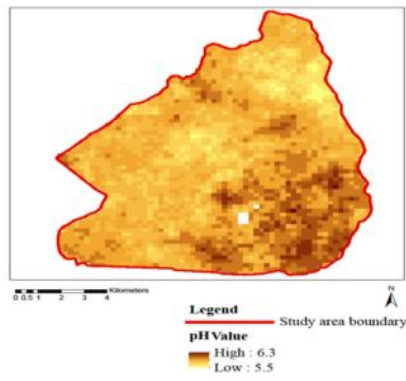 N
0 0.5 1 2 3 4 Kilometers
Legend
Study area boundary
pH Value
High : 6.3
Low : 5.5